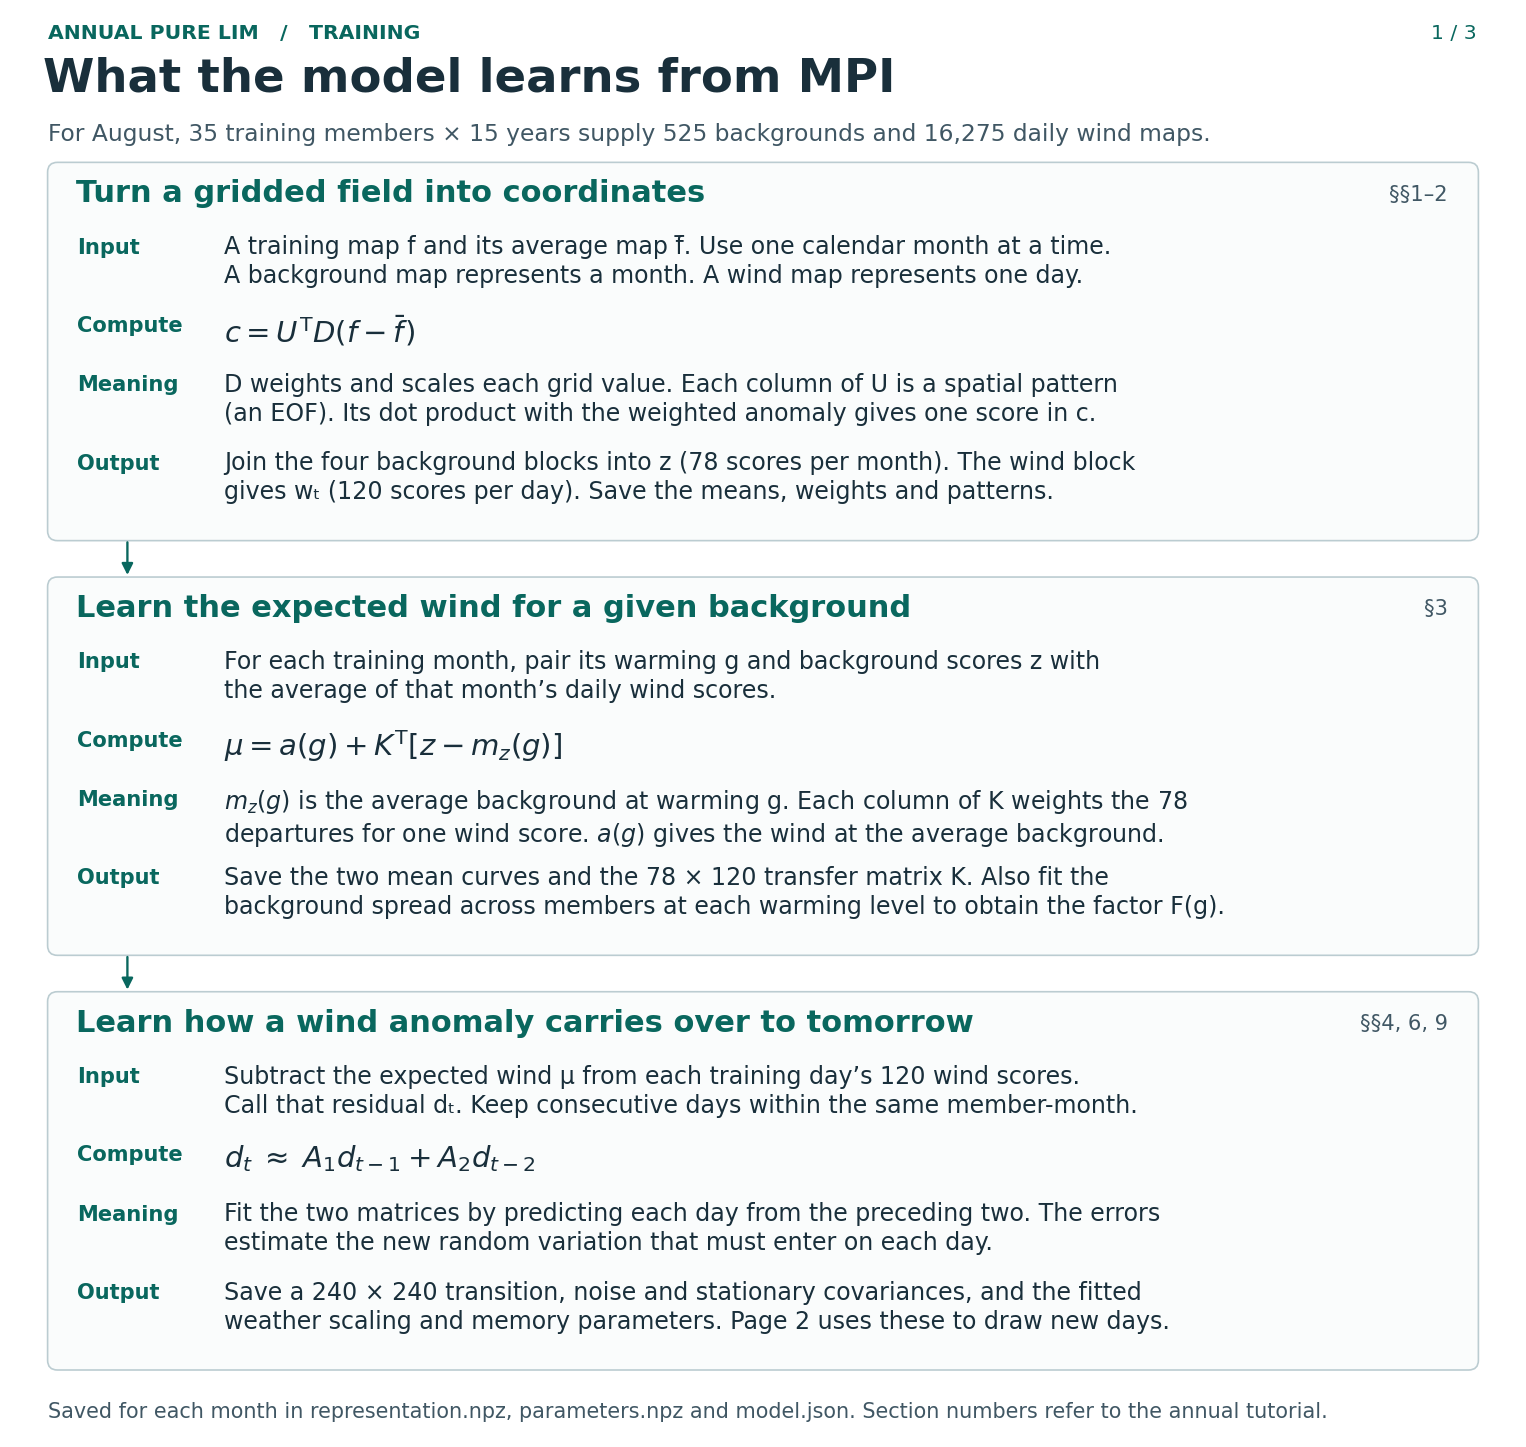 ANNUAL PURE LIM / TRAINING
1 / 3
What the model learns from MPI
For August, 35 training members × 15 years supply 525 backgrounds and 16,275 daily wind maps.
Turn a gridded field into coordinates
§§1–2
Input
A training map f and its average map f̄. Use one calendar month at a time.
A background map represents a month. A wind map represents one day.
Compute
c = UᵀD(f − f̄)
Meaning
D weights and scales each grid value. Each column of U is a spatial pattern
(an EOF). Its dot product with the weighted anomaly gives one score in c.
Output
Join the four background blocks into z (78 scores per month). The wind block
gives wₜ (120 scores per day). Save the means, weights and patterns.
Learn the expected wind for a given background
§3
Input
For each training month, pair its warming g and background scores z with
the average of that month’s daily wind scores.
Compute
μ = a(g) + Kᵀ[z − m_z(g)]
Meaning
m_z(g) is the average background at warming g. Each column of K weights the 78
departures for one wind score. a(g) gives the wind at the average background.
Output
Save the two mean curves and the 78 × 120 transfer matrix K. Also fit the
background spread across members at each warming level to obtain the factor F(g).
Learn how a wind anomaly carries over to tomorrow
§§4, 6, 9
Input
Subtract the expected wind μ from each training day’s 120 wind scores.
Call that residual dₜ. Keep consecutive days within the same member-month.
Compute
dₜ ≈ A₁dₜ₋₁ + A₂dₜ₋₂
Meaning
Fit the two matrices by predicting each day from the preceding two. The errors
estimate the new random variation that must enter on each day.
Output
Save a 240 × 240 transition, noise and stationary covariances, and the fitted
weather scaling and memory parameters. Page 2 uses these to draw new days.
Saved for each month in representation.npz, parameters.npz and model.json. Section numbers refer to the annual tutorial.